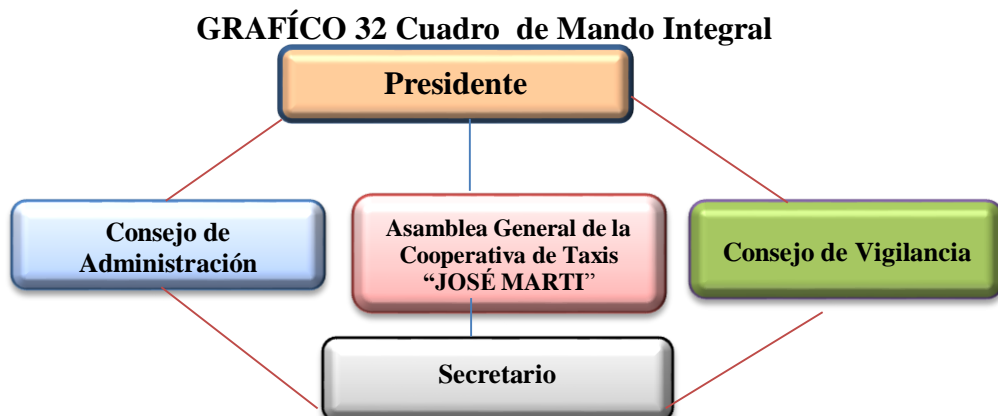 GRAFÍCO 32 Cuadro de Mando Integral
Presidente
Consejo de
Administración
Asamblea General de la
Cooperativa de Taxis
“JOSÉ MARTI”
Consejo de Vigilancia
Secretario